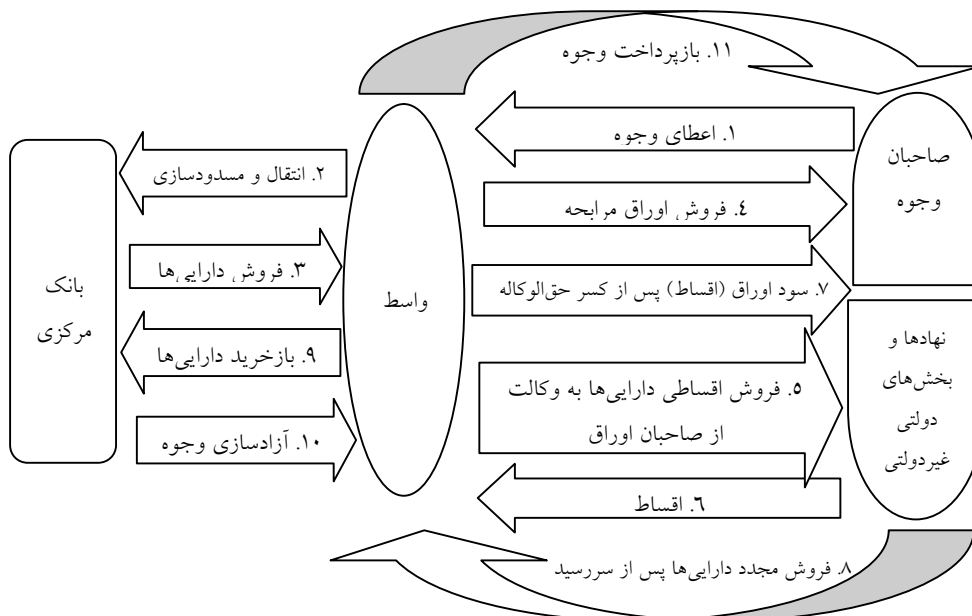 ۱۱. بازپرداخت وجوه
۱. اعطای وجوه
صاحبان
وجوه
۲. انتقال و مسدودسازی
۴. فروش اوراق مرابحه
۳. فروش دارایی‌ها
بانک
مرکزی
واسط
۷. سود اوراق (اقساط) پس از کسر حق‌الوکاله
نهادها و
بخش‌های
دولتی
غیردولتی
۹. بازخرید دارایی‌ها
۵. فروش اقساطی دارایی‌ها به وکالت
از صاحبان اوراق
۱۰. آزادسازی وجوه
۶. اقساط
۸. فروش مجدد دارایی‌ها پس از سررسید